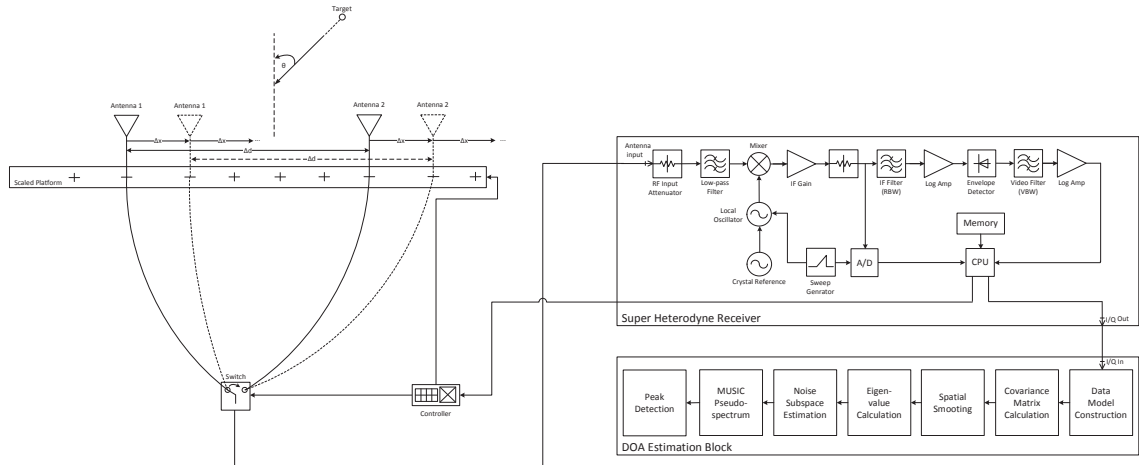 Target
θ
Antenna 1
Antenna 1
Antenna 2
Antenna 2
Δx
Δx
...
Δx
Δx
...
Δd
Δd
Scaled Platform
Switch
Controller
Antenna
input
RF Input
Attenuator
Low-pass
Filter
Mixer
IF Gain
IF Filter
(RBW)
Log Amp
Envelope
Detector
Video Filter
(VBW)
Log Amp
Local
Oscillator
Crystal Reference
Sweep
Genrator
A/D
Memory
CPU
I/Q Out
Super Heterodyne Receiver
I/Q In
Peak
Detection
MUSIC
Pseudo-
spectrum
Noise
Subspace
Estimation
Eigen-
value
Calculation
Spatial
Smooting
Covariance
Matrix
Calculation
Data
Model
Construction
DOA Estimation Block